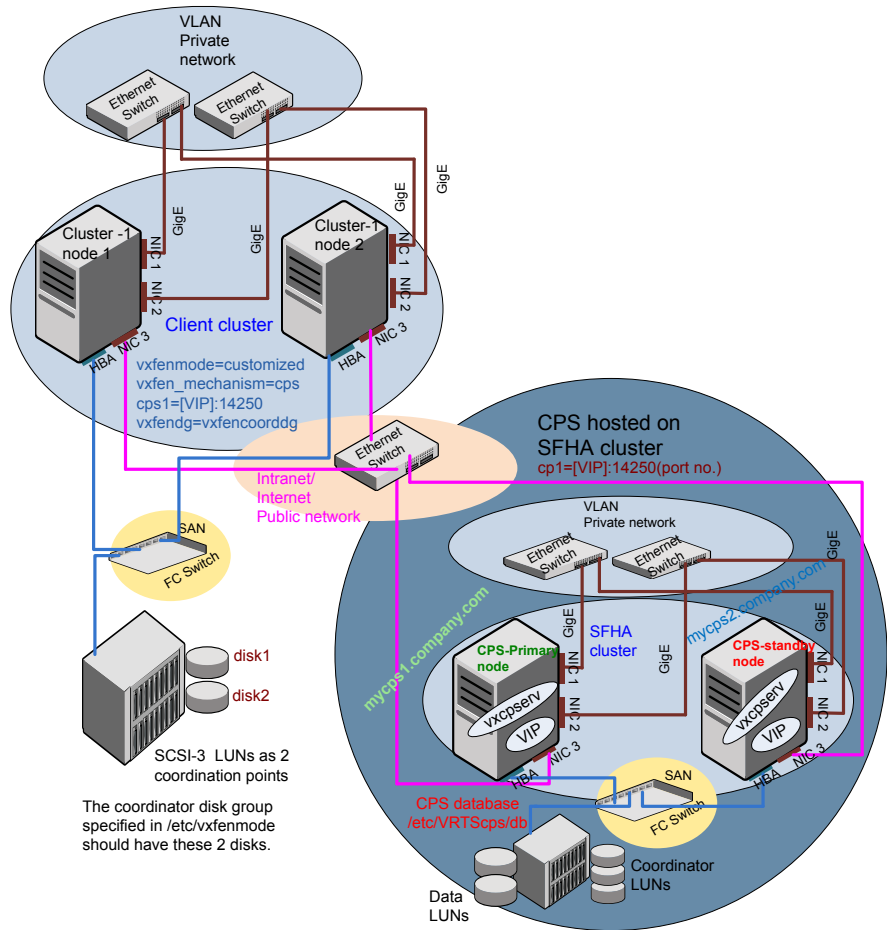 VLAN
Private
network
Ethernet
Switch
Ethernet
Switch
GigE
GigE
GigE
GigE
Cluster -1
node 1
NIC 1
NIC 2
HBA
NIC 3
Cluster-1
node 2
NIC 1
NIC 2
HBA
NIC 3
Client cluster
vxfenmode=customized
vxfen_mechanism=cps
cps1=[VIP]:14250
vxfendg=vxfencoorddg
Ethernet
Switch
Intranet/
Internet
Public network
CPS hosted on
SFHA cluster
cp1=[VIP]:14250(port no.)
VLAN
Private network
Ethernet
Switch
Ethernet
Switch
GigE
GigE
GigE
GigE
SAN
FC Switch
mycps1.company.com
mycps2.company.com
SFHA
cluster
CPS-Primary
node
NIC 1
NIC 2
vxcpserv
VIP
HBA
NIC 3
CPS-standby
node
NIC 1
NIC 2
vxcpserv
VIP
HBA
NIC 3
disk1
disk2
SCSI-3 LUNs as 2
coordination points
The coordinator disk group
specified in /etc/vxfenmode
should have these 2 disks.
CPS database
/etc/VRTScps/db
SAN
FC Switch
Data
LUNs
Coordinator
LUNs